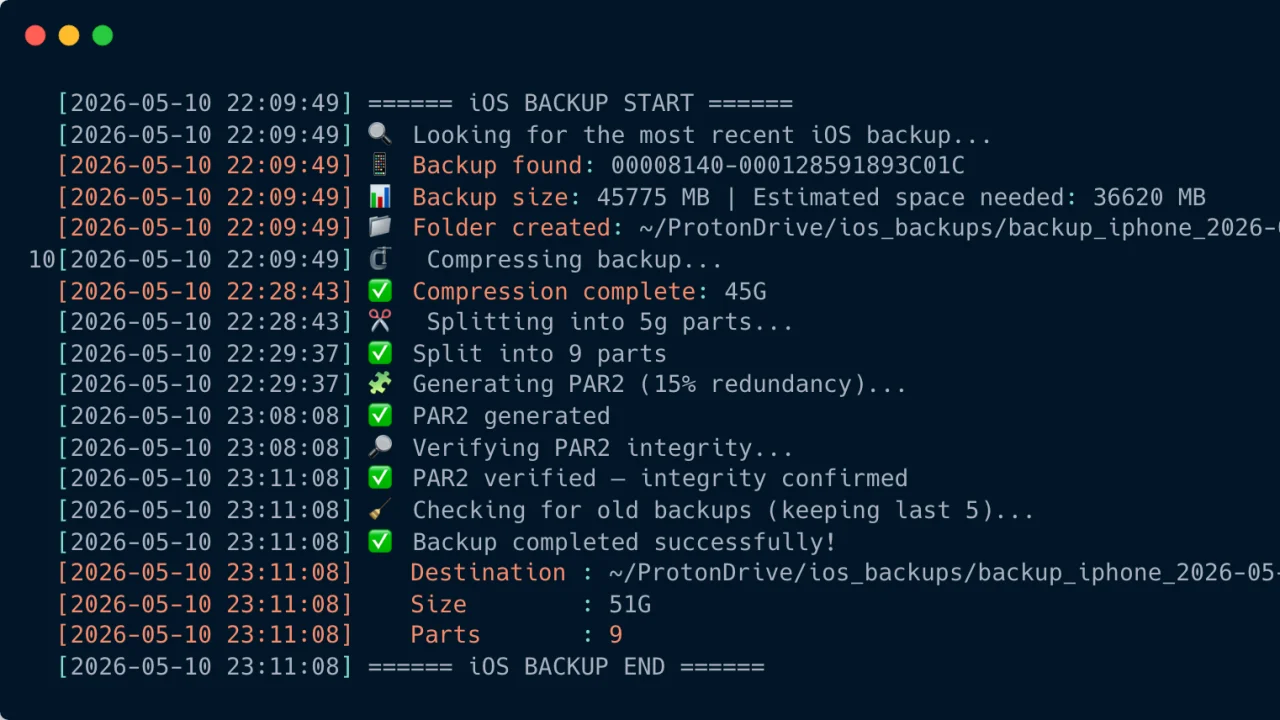 [2026-05-10 22:09:49] ====== iOS BACKUP START ======
[2026-05-10 22:09:49] 🔍 Looking for the most recent iOS backup...
[2026-05-10 22:09:49] 📱 Backup found: 00008140-000128591893C01C
[2026-05-10 22:09:49] 📊 Backup size: 45775 MB | Estimated space needed: 36620 MB
[2026-05-10 22:09:49] 📁 Folder created: ~/ProtonDrive/ios_backups/backup_iphone_2026-
10[2026-05-10 22:09:49] 🗜 Compressing backup...
[2026-05-10 22:28:43] ✅ Compression complete: 45G
[2026-05-10 22:28:43] ✂️ Splitting into 5g parts...
[2026-05-10 22:29:37] ✅ Split into 9 parts
[2026-05-10 22:29:37] 🧩 Generating PAR2 (15% redundancy)...
[2026-05-10 23:08:08] ✅ PAR2 generated
[2026-05-10 23:08:08] 🔎 Verifying PAR2 integrity...
[2026-05-10 23:11:08] ✅ PAR2 verified — integrity confirmed
[2026-05-10 23:11:08] 🧹 Checking for old backups (keeping last 5)...
[2026-05-10 23:11:08] ✅ Backup completed successfully!
[2026-05-10 23:11:08] Destination : ~/ProtonDrive/ios_backups/backup_iphone_2026-05-
[2026-05-10 23:11:08] Size : 51G
[2026-05-10 23:11:08] Parts : 9
[2026-05-10 23:11:08] ====== iOS BACKUP END ======